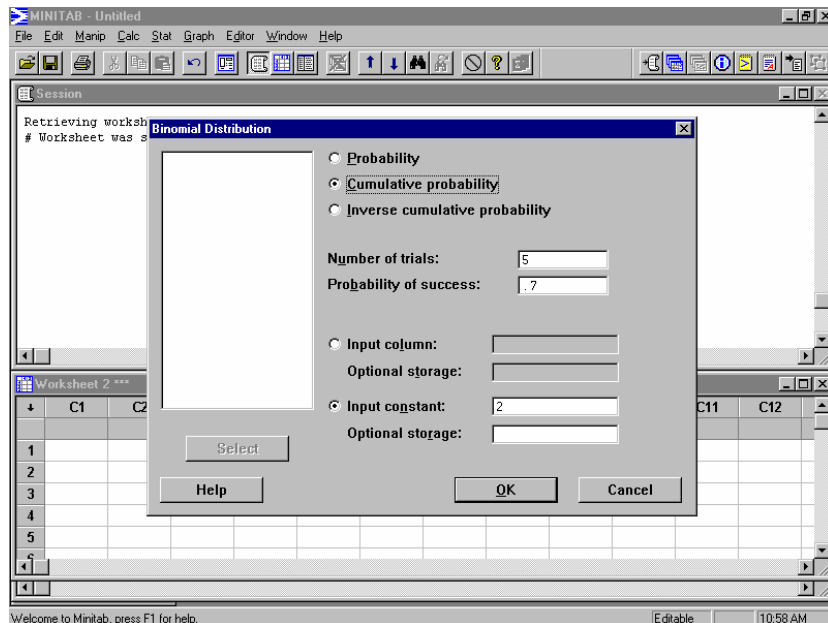 MINITAB - Untitled
File Edit Manip Calc Stat Graph Editor Window Help
Session
Retrieving worksh
# Worksheet was s
Binomial Distribution
Probability
Cumulative probability
Inverse cumulative probability
Number of trials: 5
Probability of success: .7
Input column:
Optional storage:
Input constant: 2
Optional storage:
Select
Help OK Cancel
Worksheet 2 ***
C1 C2 C11 C12
1
2
3
4
5
Welcome to Minitab, press F1 for help. Editable 10:58 AM